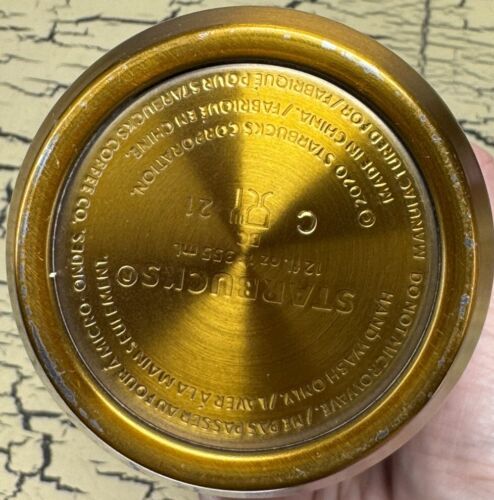 DO NOT MICROWAVE. / NE PAS PASSER AU FOUR À MICRO-ONDES.
HAND WASH ONLY. / LAVER À LA MAIN SEULEMENT.
STARBUCKS®
12 fl. oz / 355 mL
C
21
© 2020 STARBUCKS CORPORATION.
MADE IN CHINA. / FABRIQUÉ EN CHINE.
MANUFACTURED FOR / FABRIQUÉ POUR STARBUCKS COFFEE CO.